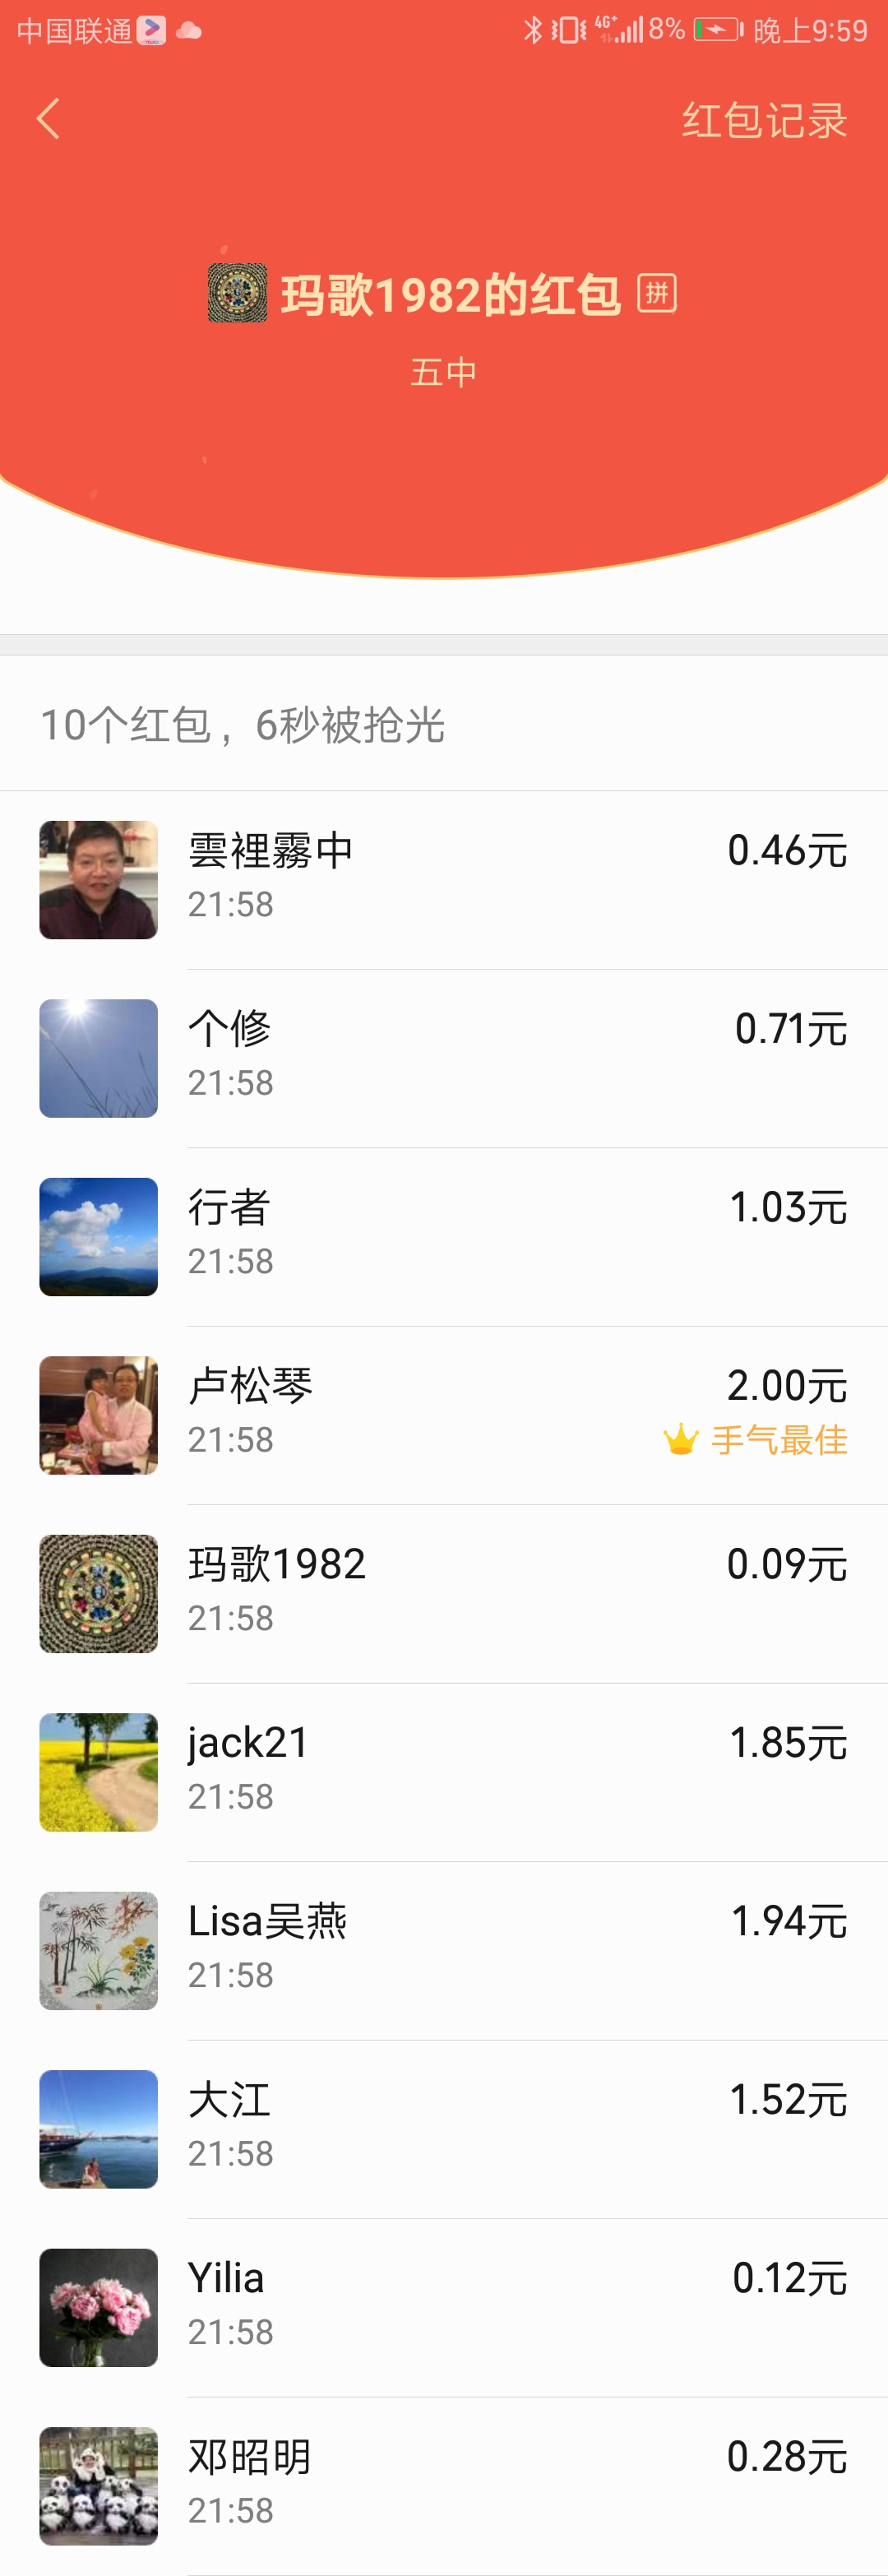 中国联通
4G+ 8% 晚上9:59
红包记录
玛歌1982的红包 拼
五中
10个红包，6秒被抢光
雲裡霧中 0.46元
21:58
个修 0.71元
21:58
行者 1.03元
21:58
卢松琴 2.00元
21:58 手气最佳
玛歌1982 0.09元
21:58
jack21 1.85元
21:58
Lisa吴燕 1.94元
21:58
大江 1.52元
21:58
Yilia 0.12元
21:58
邓昭明 0.28元
21:58